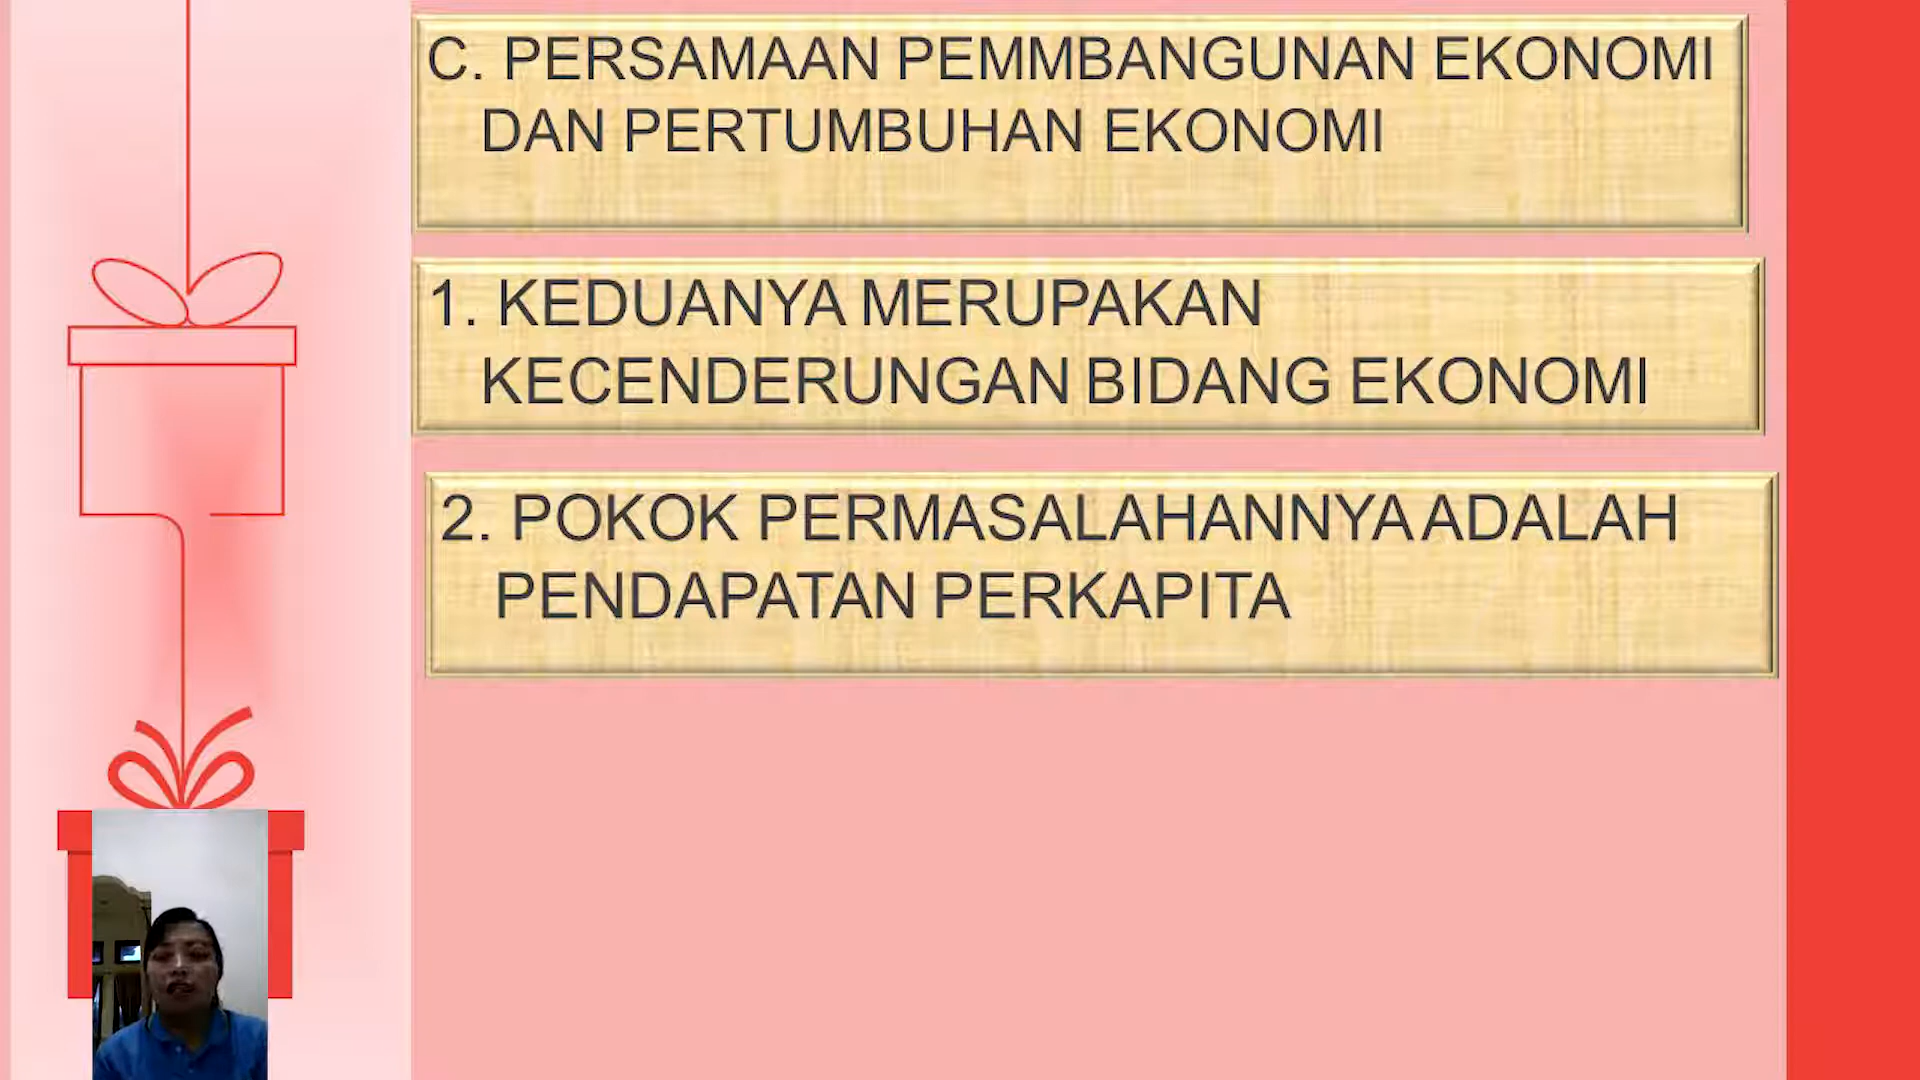 C. PERSAMAAN PEMMBANGUNAN EKONOMI
DAN PERTUMBUHAN EKONOMI
1. KEDUANYA MERUPAKAN
KECENDERUNGAN BIDANG EKONOMI
2. POKOK PERMASALAHANNYA ADALAH
PENDAPATAN PERKAPITA